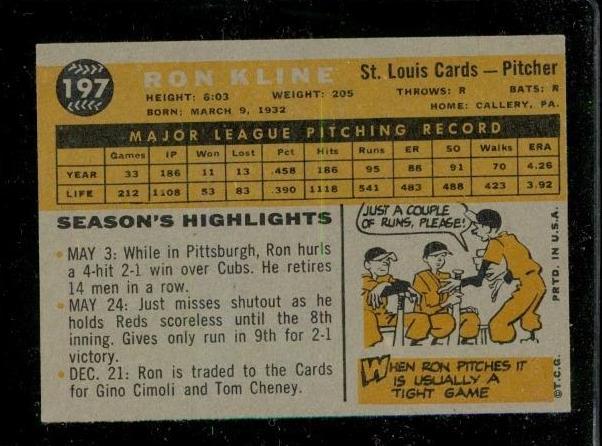 197
RON KLINE
St. Louis Cards — Pitcher
HEIGHT: 6:03 WEIGHT: 205 THROWS: R BATS: R
BORN: MARCH 9, 1932 HOME: CALLERY, PA.
MAJOR LEAGUE PITCHING RECORD
Games IP Won Lost Pct Hits Runs ER SO Walks ERA
YEAR 33 186 11 13 .458 186 95 88 91 70 4.26
LIFE 212 1108 53 83 .390 1118 541 483 488 423 3.92
SEASON'S HIGHLIGHTS
• MAY 3: While in Pittsburgh, Ron hurls
a 4-hit 2-1 win over Cubs. He retires
14 men in a row.
• MAY 24: Just misses shutout as he
holds Reds scoreless until the 8th
inning. Gives only run in 9th for 2-1
victory.
• DEC. 21: Ron is traded to the Cards
for Gino Cimoli and Tom Cheney.
JUST A COUPLE
OF RUNS, PLEASE!
WHEN RON PITCHES IT
IS USUALLY A
TIGHT GAME
©T.C.G. PRTD. IN U.S.A.